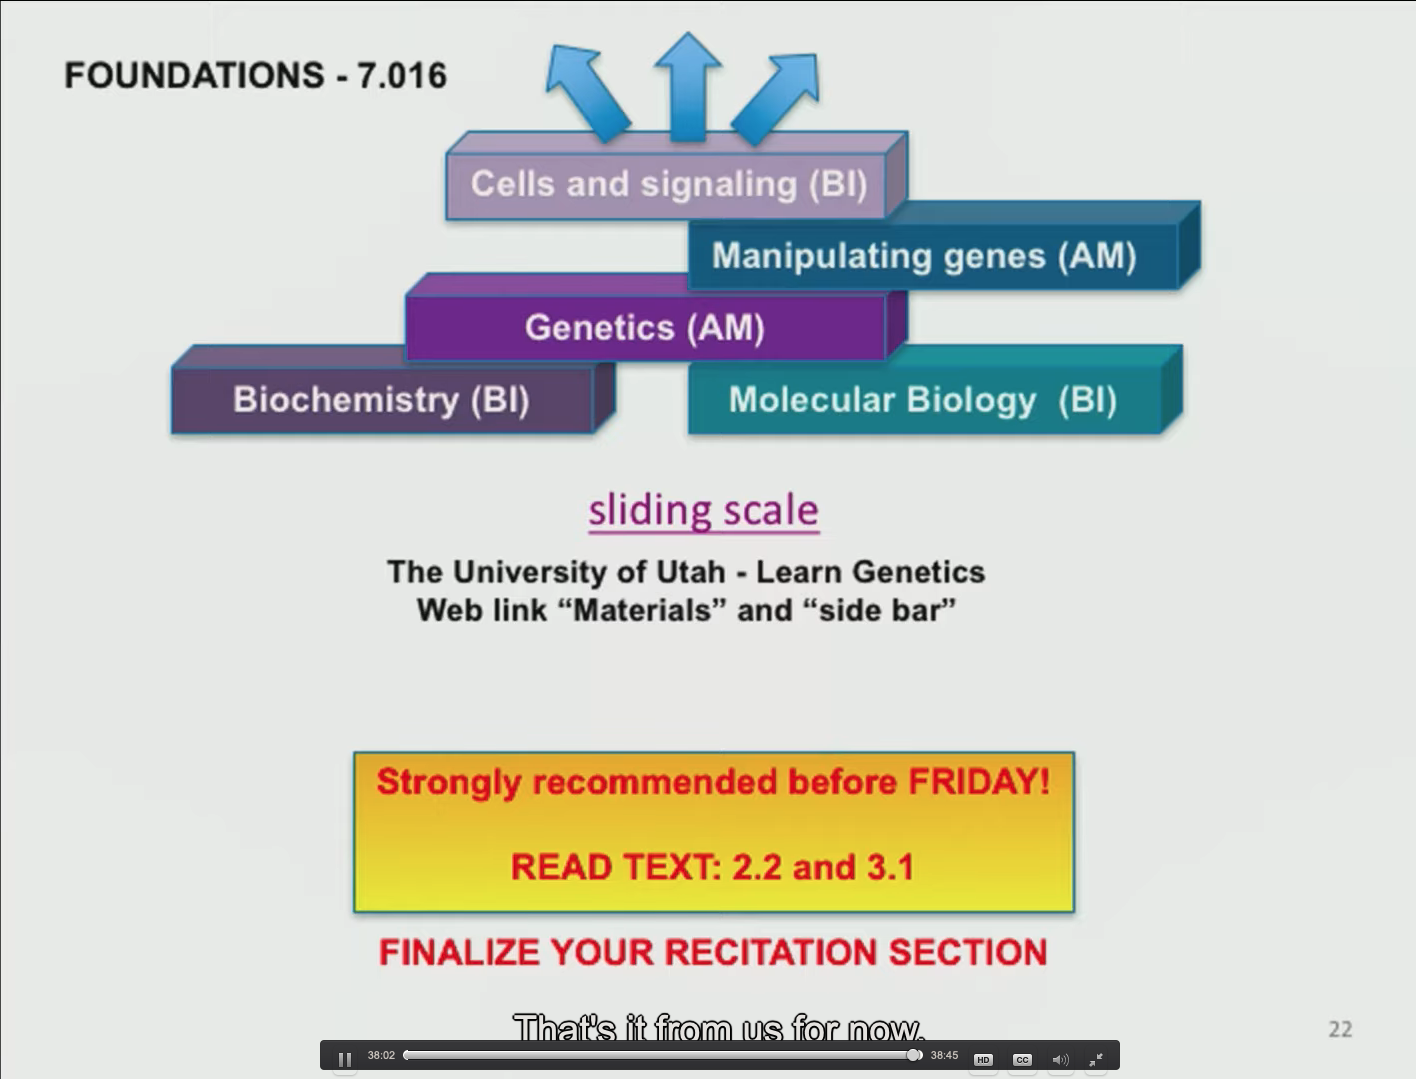 FOUNDATIONS - 7.016
Cells and signaling (BI)
Manipulating genes (AM)
Genetics (AM)
Biochemistry (BI)
Molecular Biology (BI)
sliding scale
The University of Utah - Learn Genetics
Web link “Materials” and “side bar”
Strongly recommended before FRIDAY!
READ TEXT: 2.2 and 3.1
FINALIZE YOUR RECITATION SECTION
That's it from us for now.
22
38:02
38:45
HD
CC